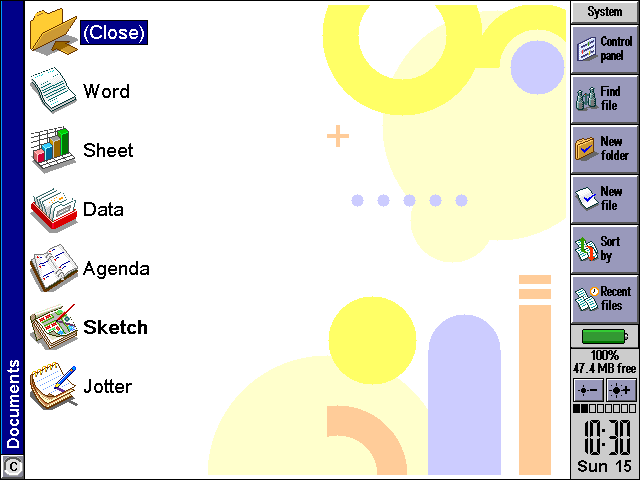 System
(Close)
Word
Sheet
Data
Agenda
Sketch
Jotter
Documents
C
Control
panel
Find
file
New
folder
New
file
Sort
by
Recent
files
100%
47.4 MB free
10:30
Sun 15